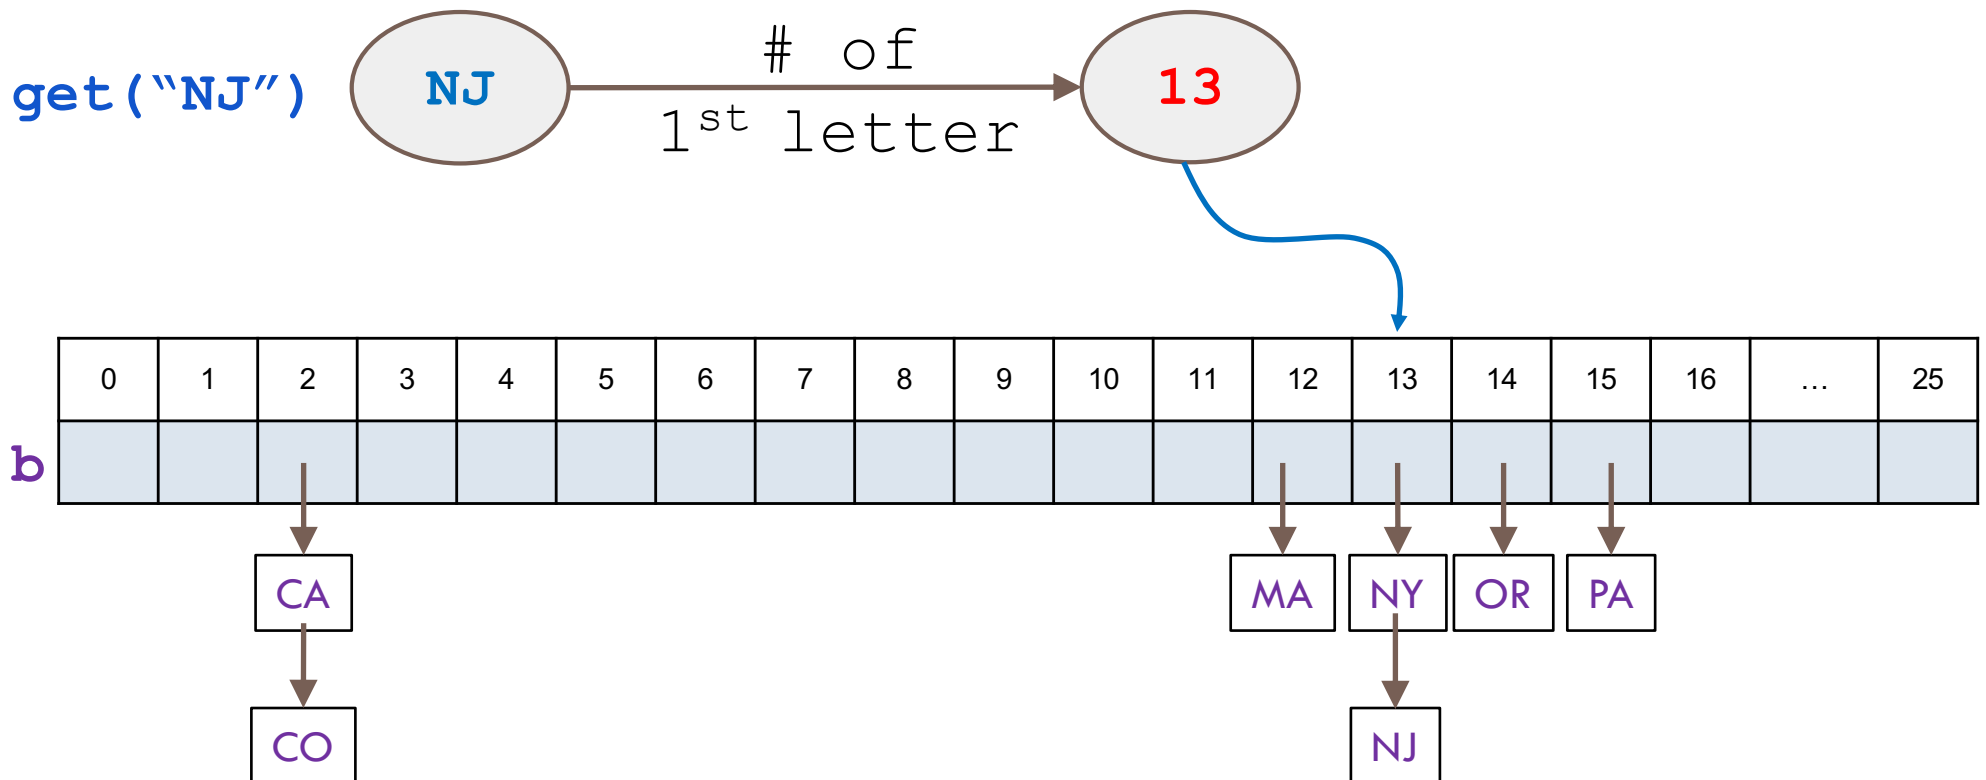 get(“NJ”) NJ # of 13
1st letter
0 1 2 3 4 5 6 7 8 9 10 11 12 13 14 15 16 ... 25
b
CA MA NY OR PA
CO NJ